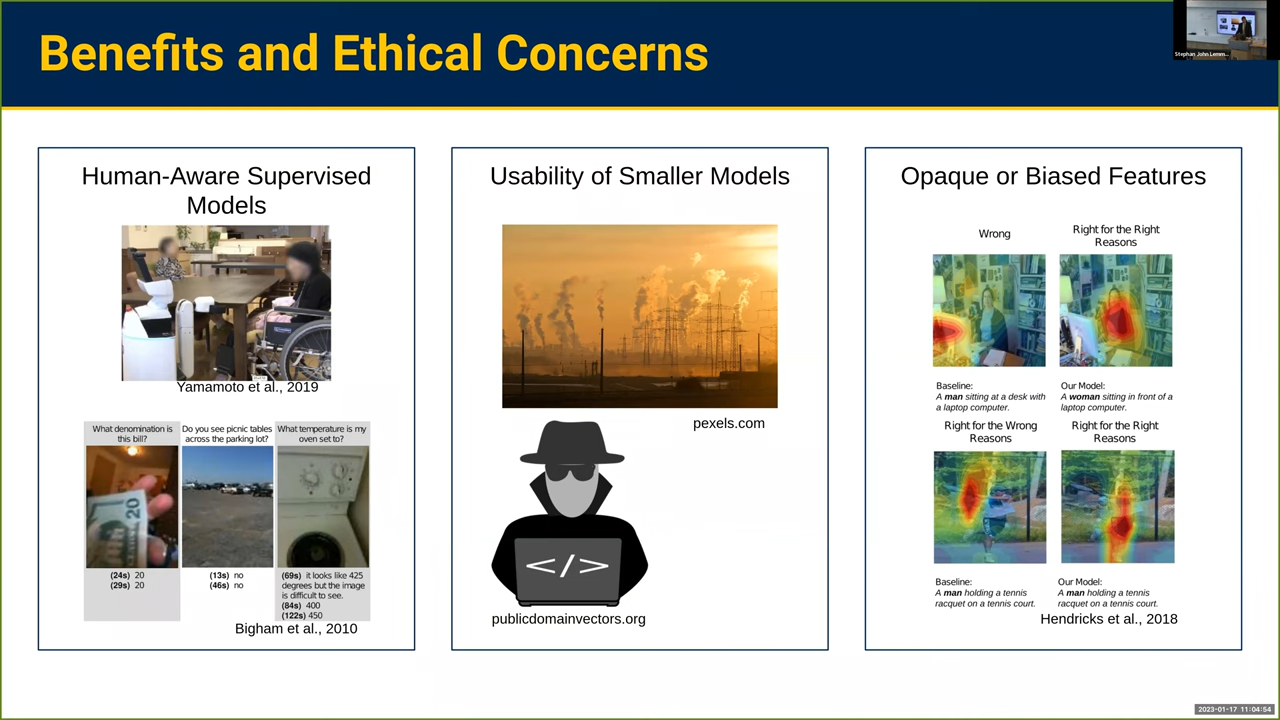 Benefits and Ethical Concerns
Stephan John Lemm...
Human-Aware Supervised
Models
Yamamoto et al., 2019
What denomination is
this bill?
Do you see picnic tables
across the parking lot?
What temperature is my
oven set to?
20
(24s) 20
(29s) 20
(13s) no
(46s) no
(69s) it looks like 425
degrees but the image
is difficult to see.
(84s) 400
(122s) 450
Bigham et al., 2010
Usability of Smaller Models
pexels.com
</>
publicdomainvectors.org
Opaque or Biased Features
Wrong
Right for the Right
Reasons
Baseline:
A man sitting at a desk with
a laptop computer.
Our Model:
A woman sitting in front of a
laptop computer.
Right for the Wrong
Reasons
Right for the Right
Reasons
Baseline:
A man holding a tennis
racquet on a tennis court.
Our Model:
A man holding a tennis
racquet on a tennis court.
Hendricks et al., 2018
2023-01-17 11:04:54